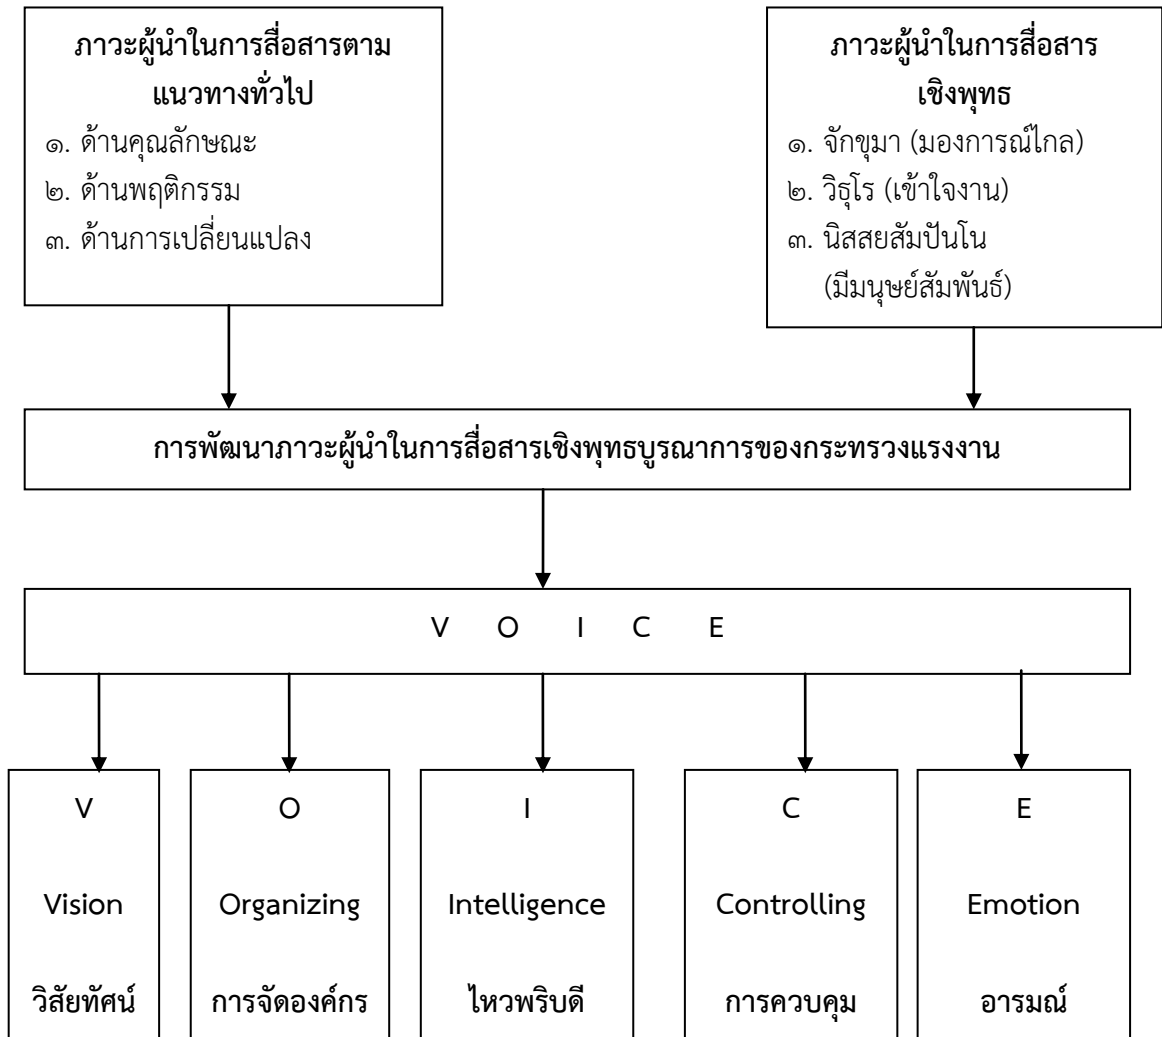 ภาวะผู้นำในการสื่อสารตาม
แนวทางทั่วไป
๑. ด้านคุณลักษณะ
๒. ด้านพฤติกรรม
๓. ด้านการเปลี่ยนแปลง
ภาวะผู้นำในการสื่อสาร
เชิงพุทธ
๑. จักขุมา (มองการณ์ไกล)
๒. วิธุโร (เข้าใจงาน)
๓. นิสสยสัมปันโน
(มีมนุษย์สัมพันธ์)
การพัฒนาภาวะผู้นำในการสื่อสารเชิงพุทธบูรณาการของกระทรวงแรงงาน
V O I C E
V
Vision
วิสัยทัศน์
O
Organizing
การจัดองค์กร
I
Intelligence
ไหวพริบดี
C
Controlling
การควบคุม
E
Emotion
อารมณ์